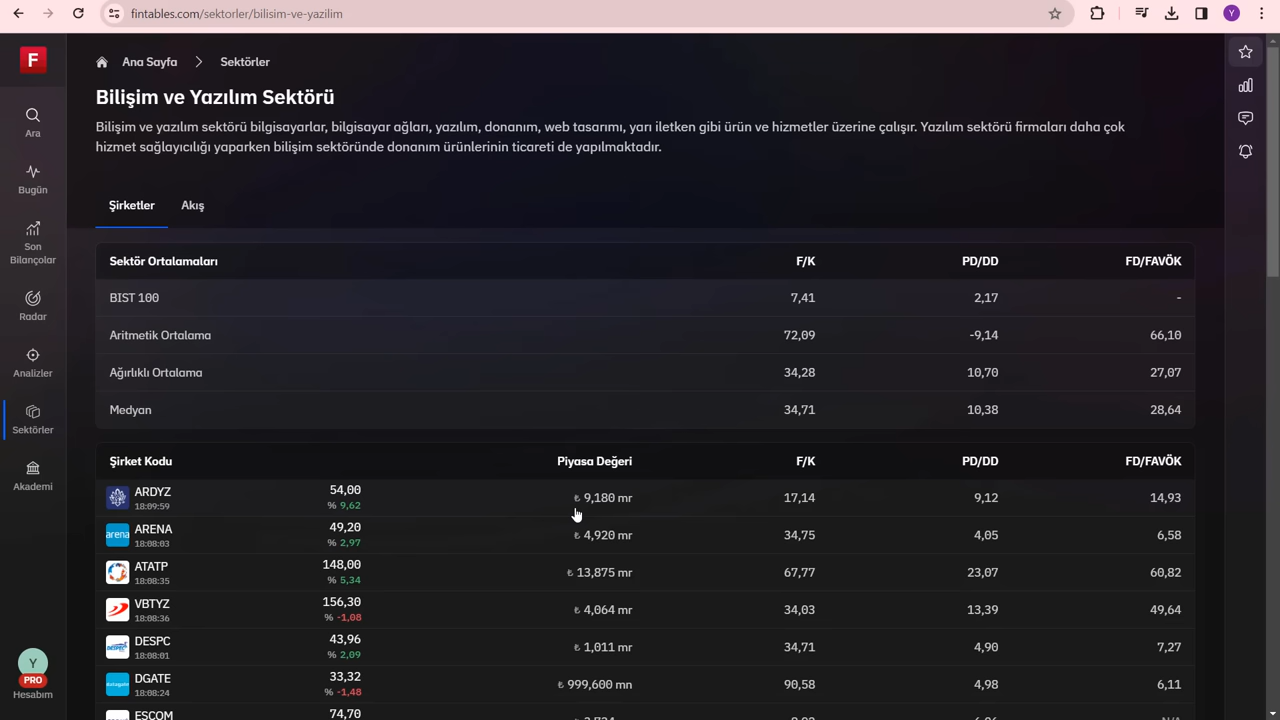 fintables.com/sektorler/bilisim-ve-yazilim
Y
F
Ara
Bugün
Son
Bilançolar
Radar
Analizler
Sektörler
Akademi
Y
PRO
Hesabım
Ana Sayfa > Sektörler
Bilişim ve Yazılım Sektörü
Bilişim ve yazılım sektörü bilgisayarlar, bilgisayar ağları, yazılım, donanım, web tasarımı, yarı iletken gibi ürün ve hizmetler üzerine çalışır. Yazılım sektörü firmaları daha çok
hizmet sağlayıcılığı yaparken bilişim sektöründe donanım ürünlerinin ticareti de yapılmaktadır.
Şirketler Akış
Sektör Ortalamaları F/K PD/DD FD/FAVÖK
BIST 100 7,41 2,17 -
Aritmetik Ortalama 72,09 -9,14 66,10
Ağırlıklı Ortalama 34,28 10,70 27,07
Medyan 34,71 10,38 28,64
Şirket Kodu Piyasa Değeri F/K PD/DD FD/FAVÖK
ARDYZ 54,00 ₺ 9,180 mr 17,14 9,12 14,93
18:09:59 % 9,62
arena ARENA 49,20 ₺ 4,920 mr 34,75 4,05 6,58
18:08:03 % 2,97
ATATP 148,00 ₺ 13,875 mr 67,77 23,07 60,82
18:08:35 % 5,34
VBTYZ 156,30 ₺ 4,064 mr 34,03 13,39 49,64
18:08:36 % -1,08
DESPC 43,96 ₺ 1,011 mr 34,71 4,90 7,27
18:08:01 % 2,09
DGATE 33,32 ₺ 999,600 mn 90,58 4,98 6,11
18:08:24 % -1,48
ESCOM 74,70